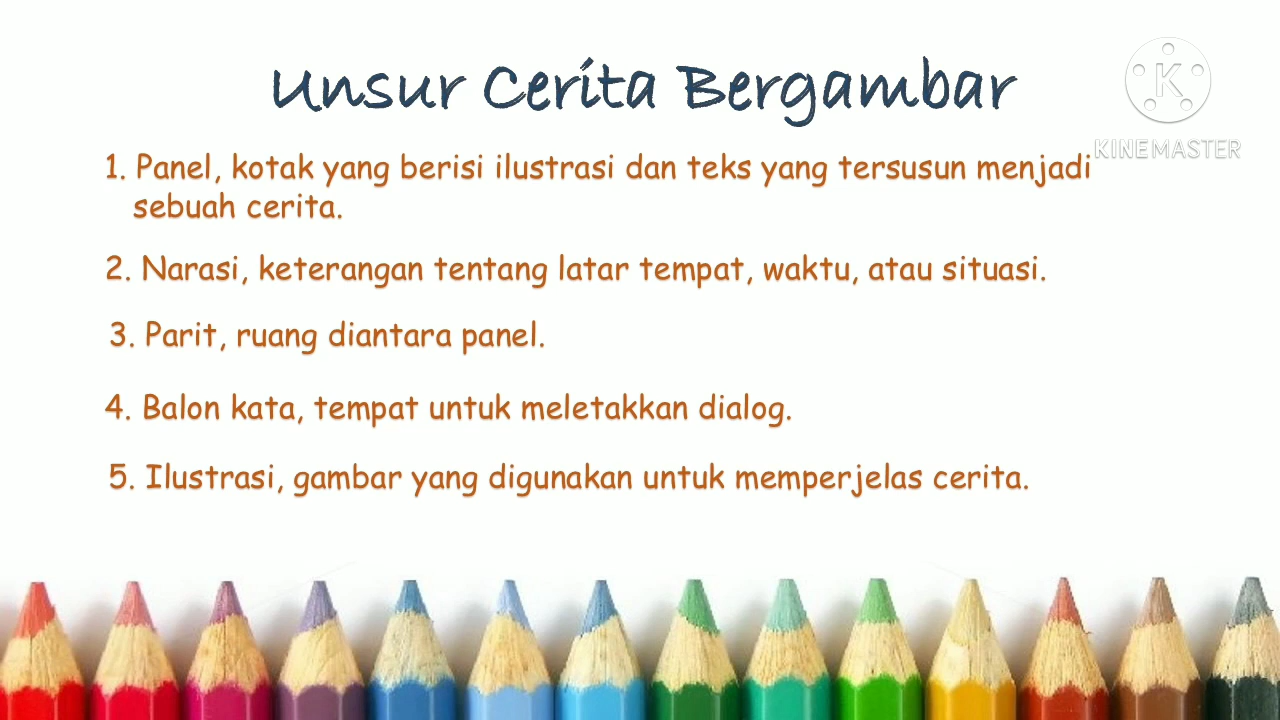 Unsur Cerita Bergambar
K
KINEMASTER
1. Panel, kotak yang berisi ilustrasi dan teks yang tersusun menjadi
sebuah cerita.
2. Narasi, keterangan tentang latar tempat, waktu, atau situasi.
3. Parit, ruang diantara panel.
4. Balon kata, tempat untuk meletakkan dialog.
5. Ilustrasi, gambar yang digunakan untuk memperjelas cerita.